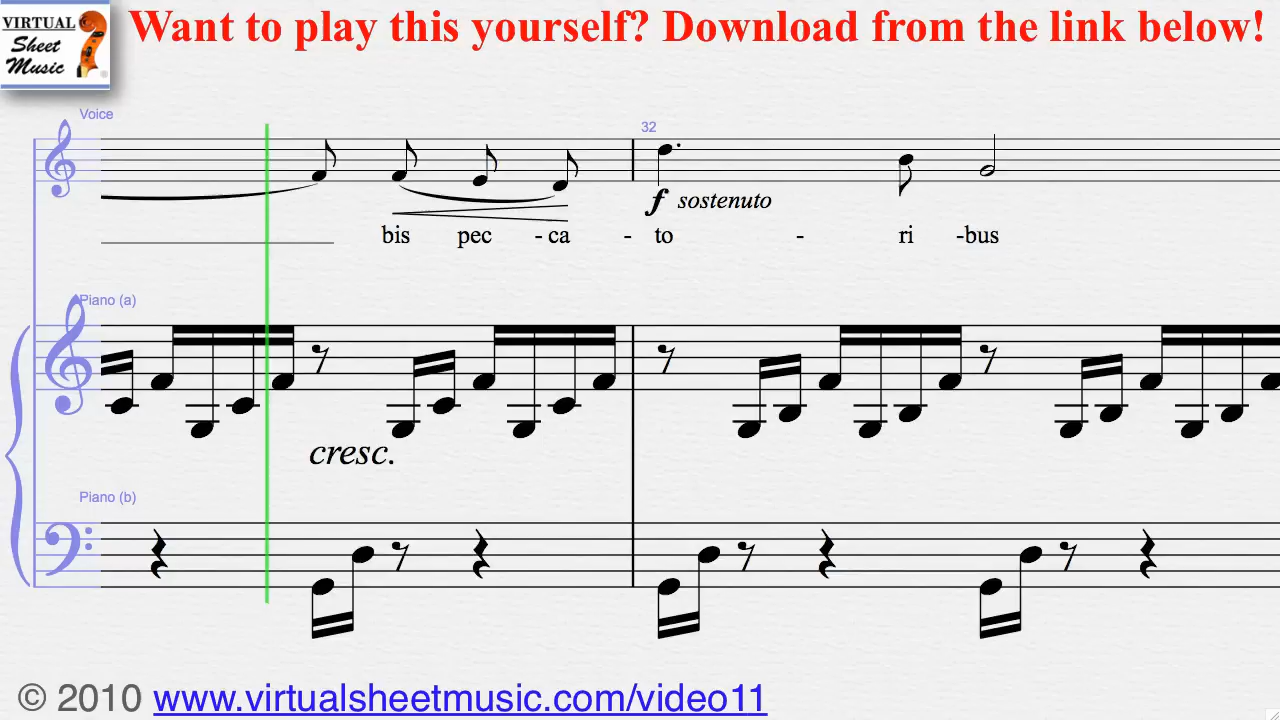 VIRTUAL
Sheet
Music
®
Want to play this yourself? Download from the link below!
Voice
32
f sostenuto
bis pec - ca - to - ri -bus
Piano (a)
cresc.
Piano (b)
© 2010 www.virtualsheetmusic.com/video11